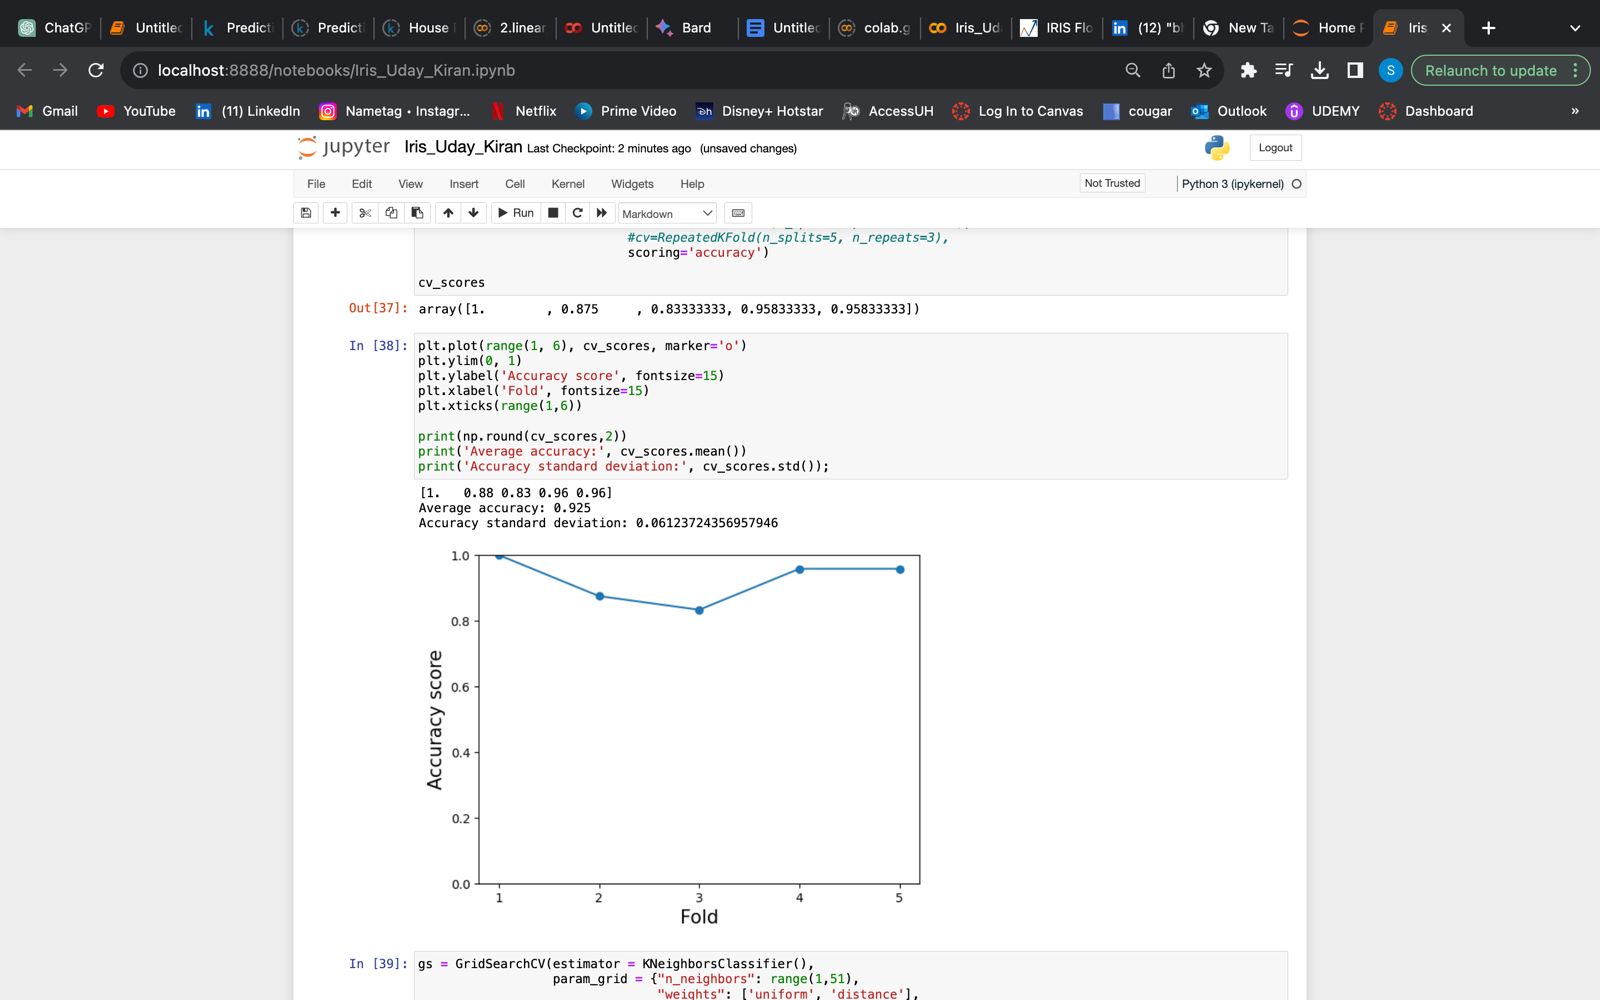 ChatGP Untitled Predicti Predicti House 2.linear Untitled Bard Untitled colab.g Iris_Ud IRIS Flo (12) "bh New Ta Home Iris
localhost:8888/notebooks/Iris_Uday_Kiran.ipynb S Relaunch to update
Gmail YouTube (11) LinkedIn Nametag • Instagr... Netflix Prime Video Disney+ Hotstar AccessUH Log In to Canvas cougar Outlook UDEMY Dashboard »
jupyter Iris_Uday_Kiran Last Checkpoint: 2 minutes ago (unsaved changes) Logout
File Edit View Insert Cell Kernel Widgets Help Not Trusted Python 3 (ipykernel)
Run Markdown
#cv=RepeatedKFold(n_splits=5, n_repeats=3),
scoring='accuracy')
cv_scores
Out[37]: array([1.        , 0.875     , 0.83333333, 0.95833333, 0.95833333])
In [38]: plt.plot(range(1, 6), cv_scores, marker='o')
plt.ylim(0, 1)
plt.ylabel('Accuracy score', fontsize=15)
plt.xlabel('Fold', fontsize=15)
plt.xticks(range(1,6))
print(np.round(cv_scores,2))
print('Average accuracy:', cv_scores.mean())
print('Accuracy standard deviation:', cv_scores.std());
[1.   0.88 0.83 0.96 0.96]
Average accuracy: 0.925
Accuracy standard deviation: 0.06123724356957946
1.0
0.8
0.6
0.4
0.2
0.0
Accuracy score
1 2 3 4 5
Fold
In [39]: gs = GridSearchCV(estimator = KNeighborsClassifier(),
param_grid = {"n_neighbors": range(1,51),
"weights": ['uniform', 'distance'],